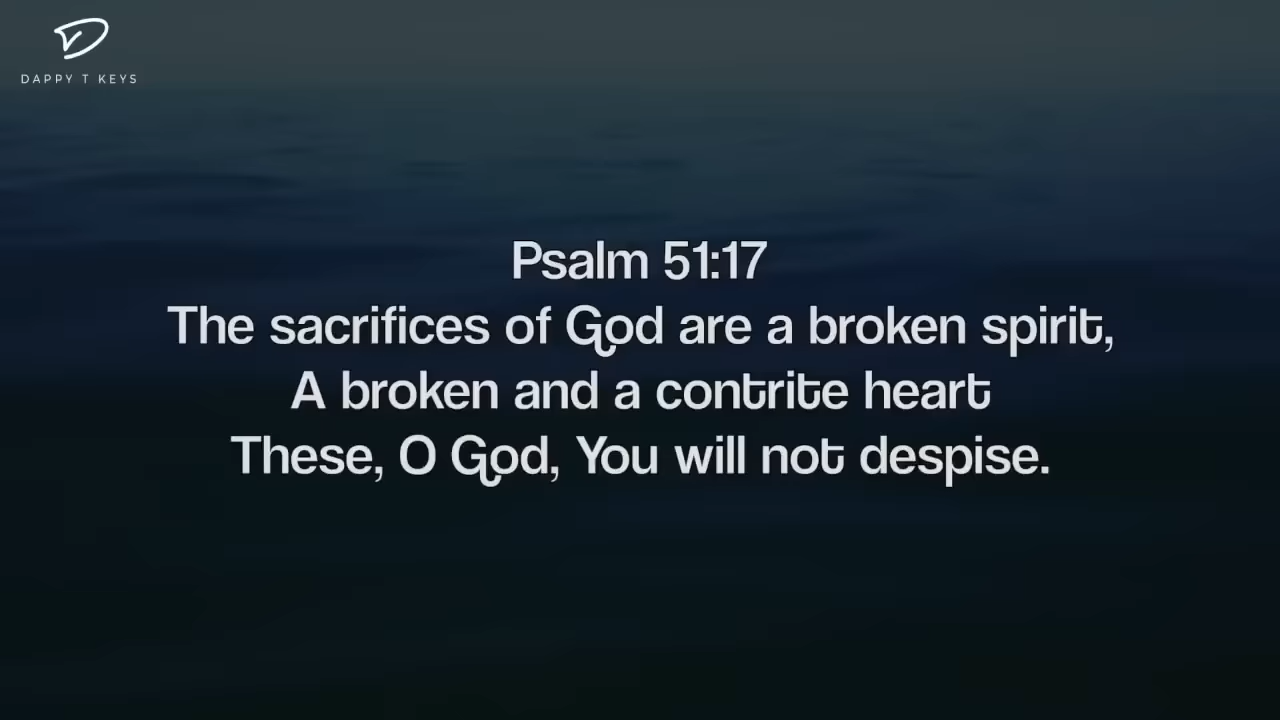 DAPPY T KEYS
Psalm 51:17
The sacrifices of God are a broken spirit,
A broken and a contrite heart
These, O God, You will not despise.